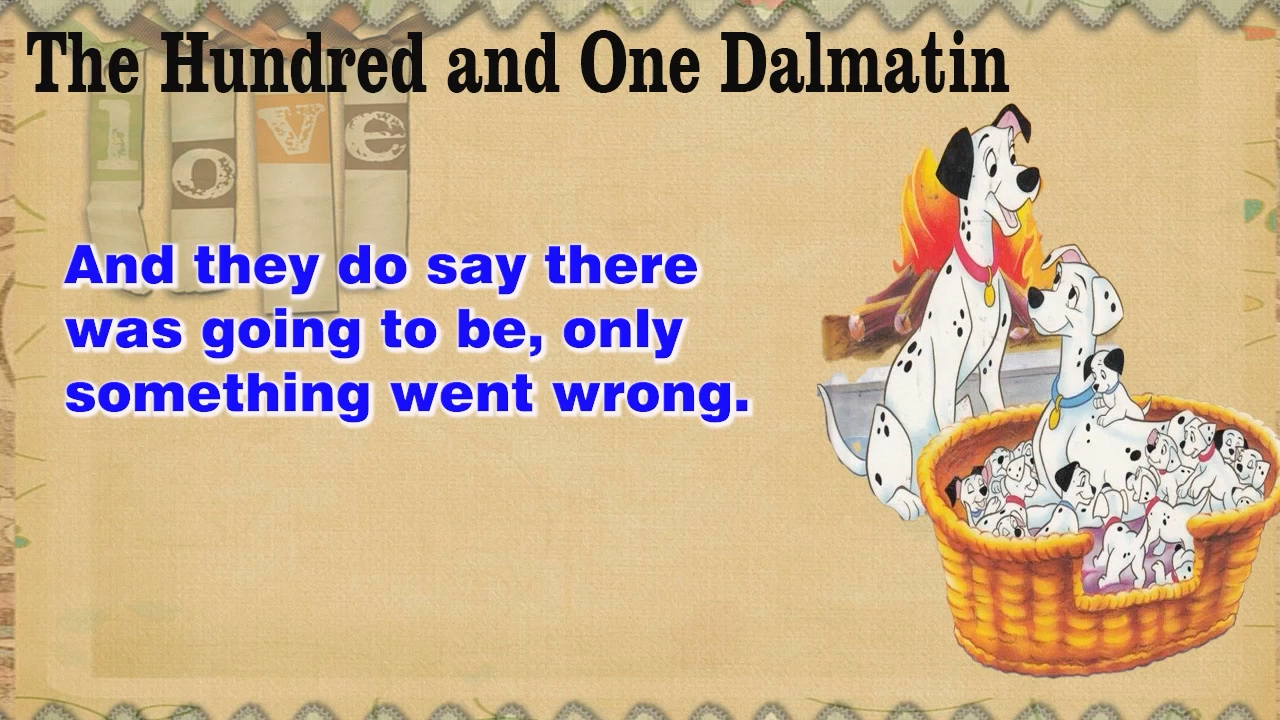 The Hundred and One Dalmatin
love
And they do say there
was going to be, only
something went wrong.